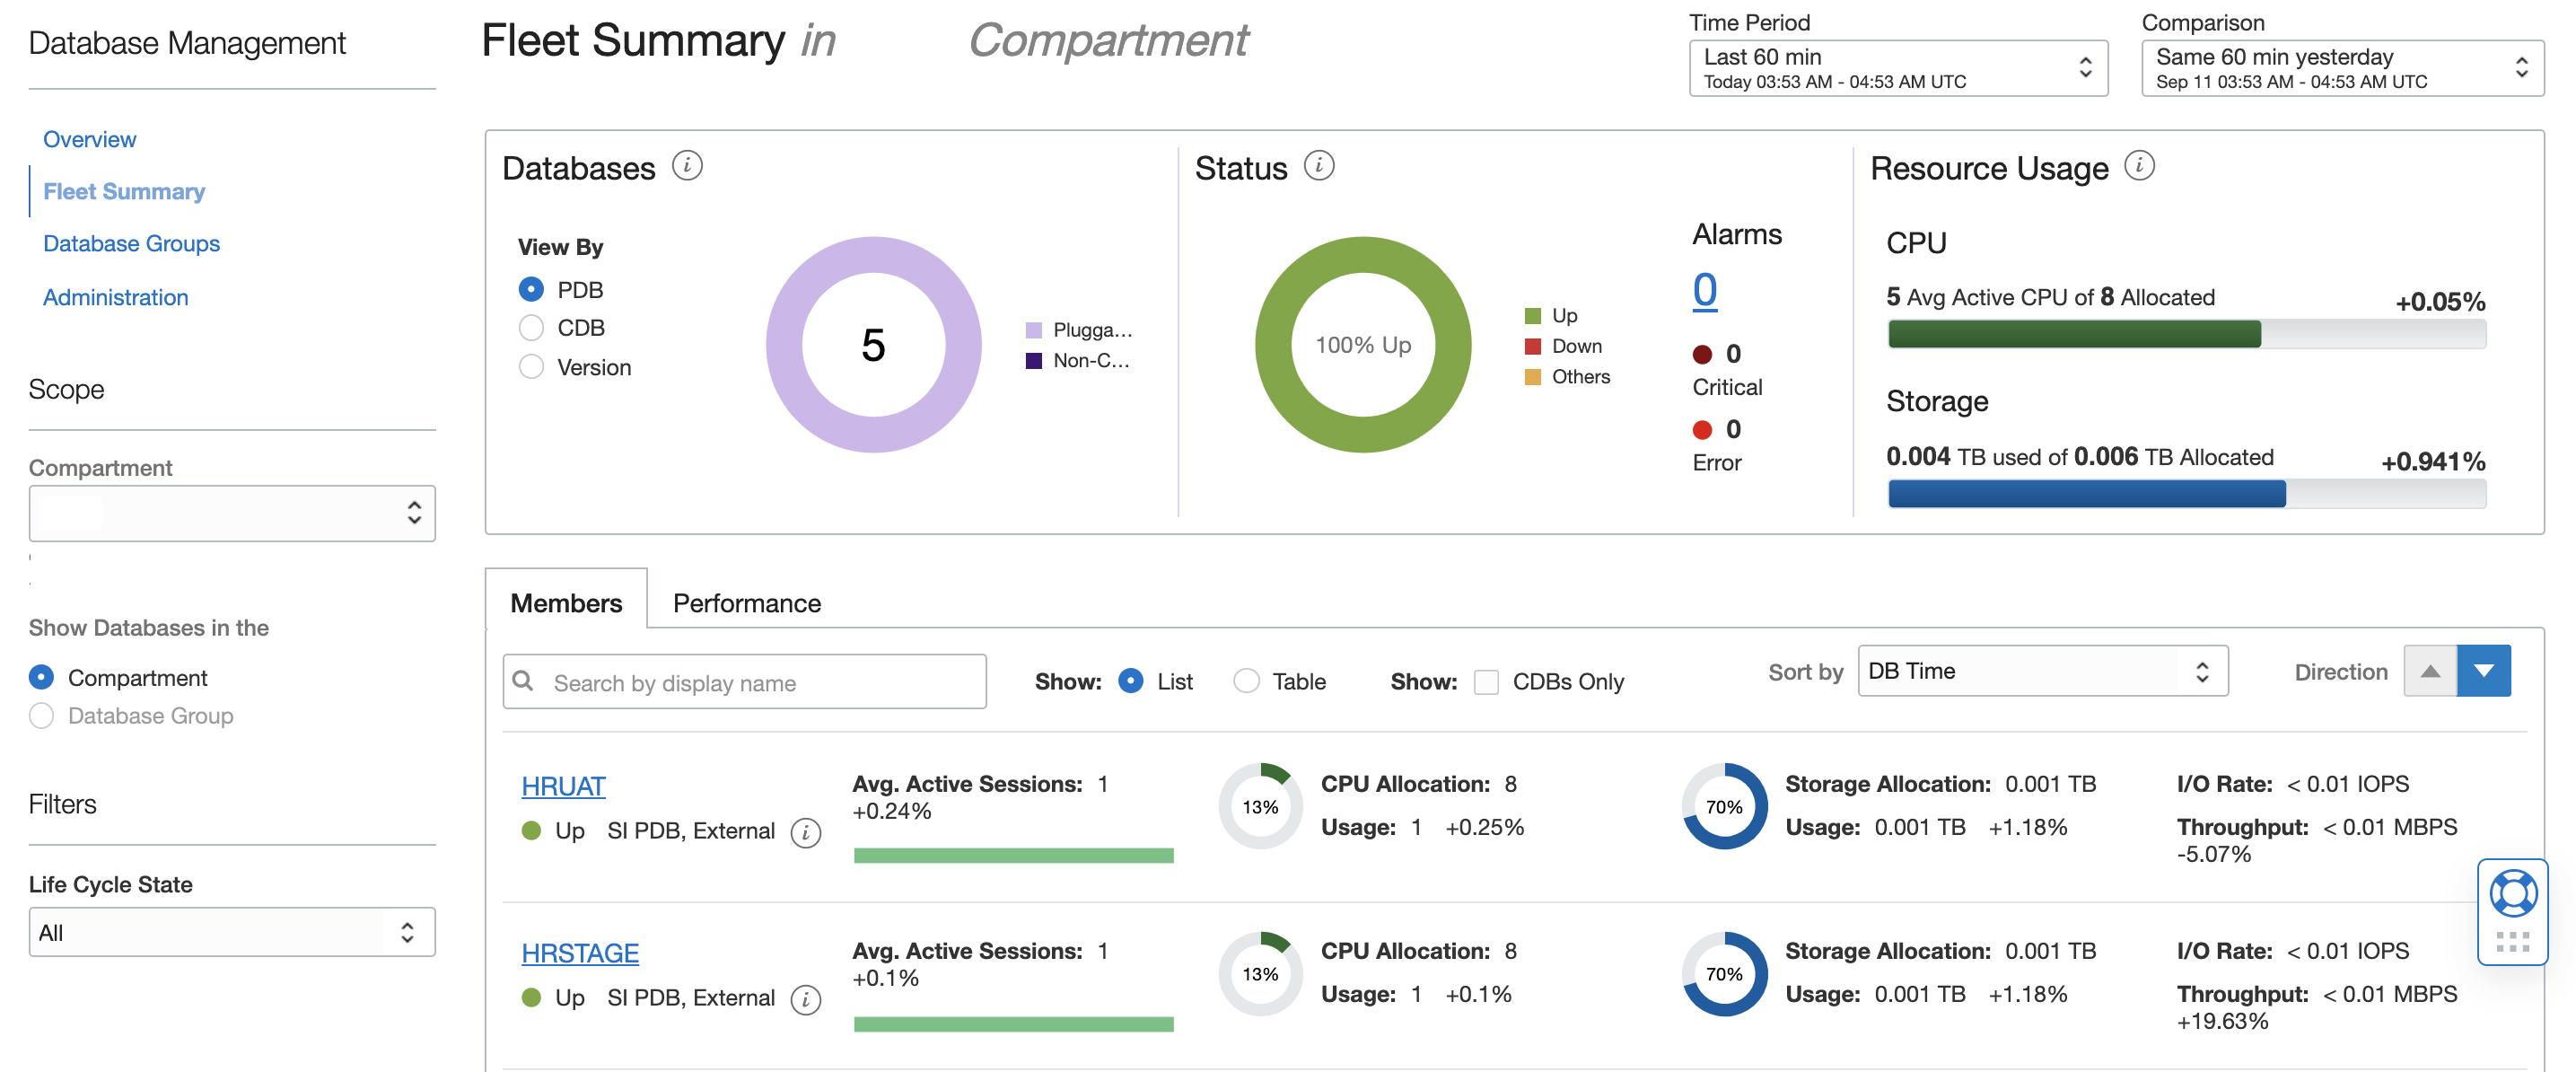 Database Management
Overview
Fleet Summary
Database Groups
Administration
Scope
Compartment
Show Databases in the
Compartment
Database Group
Filters
Life Cycle State
All
Fleet Summary in Compartment
Time Period
Last 60 min
Today 03:53 AM - 04:53 AM UTC
Comparison
Same 60 min yesterday
Sep 11 03:53 AM - 04:53 AM UTC
Databases i
View By
PDB
CDB
Version
5
Plugga...
Non-C...
Status i
100% Up
Up
Down
Others
Alarms
0
0
Critical
0
Error
Resource Usage i
CPU
5 Avg Active CPU of 8 Allocated +0.05%
Storage
0.004 TB used of 0.006 TB Allocated +0.941%
Members Performance
Search by display name
Show: List Table
Show: CDBs Only
Sort by DB Time
Direction
HRUAT
Up SI PDB, External i
Avg. Active Sessions: 1
+0.24%
13%
CPU Allocation: 8
Usage: 1 +0.25%
70%
Storage Allocation: 0.001 TB
Usage: 0.001 TB +1.18%
I/O Rate: < 0.01 IOPS
Throughput: < 0.01 MBPS
-5.07%
HRSTAGE
Up SI PDB, External i
Avg. Active Sessions: 1
+0.1%
13%
CPU Allocation: 8
Usage: 1 +0.1%
70%
Storage Allocation: 0.001 TB
Usage: 0.001 TB +1.18%
I/O Rate: < 0.01 IOPS
Throughput: < 0.01 MBPS
+19.63%